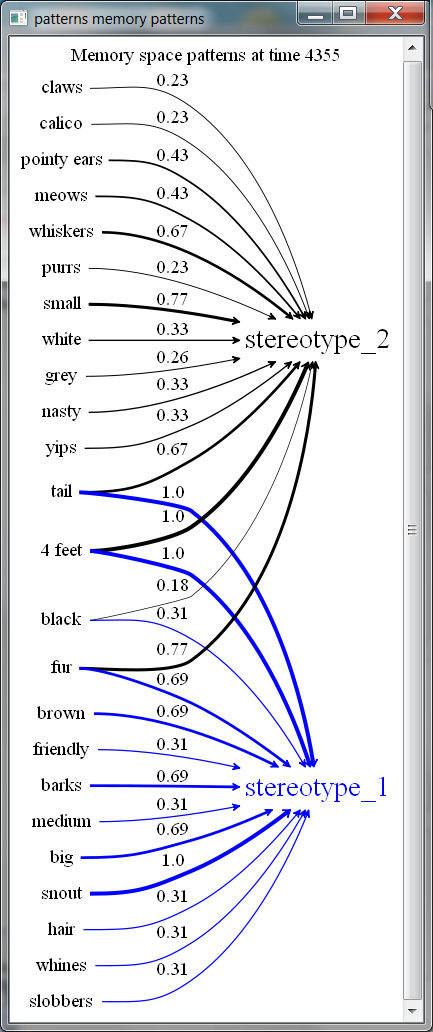 patterns memory patterns
Memory space patterns at time 4355
claws 0.23
calico 0.23
pointy ears 0.43
meows 0.43
whiskers 0.67
purrs 0.23
small 0.77
stereotype_2
white 0.33
grey 0.26
nasty 0.33
yips 0.33
0.67
tail 1.0
1.0
4 feet 1.0
0.18
black 0.31
0.77
fur 0.69
brown 0.69
friendly 0.31
barks 0.69
stereotype_1
medium 0.31
big 0.69
snout 1.0
hair 0.31
whines 0.31
slobbers 0.31